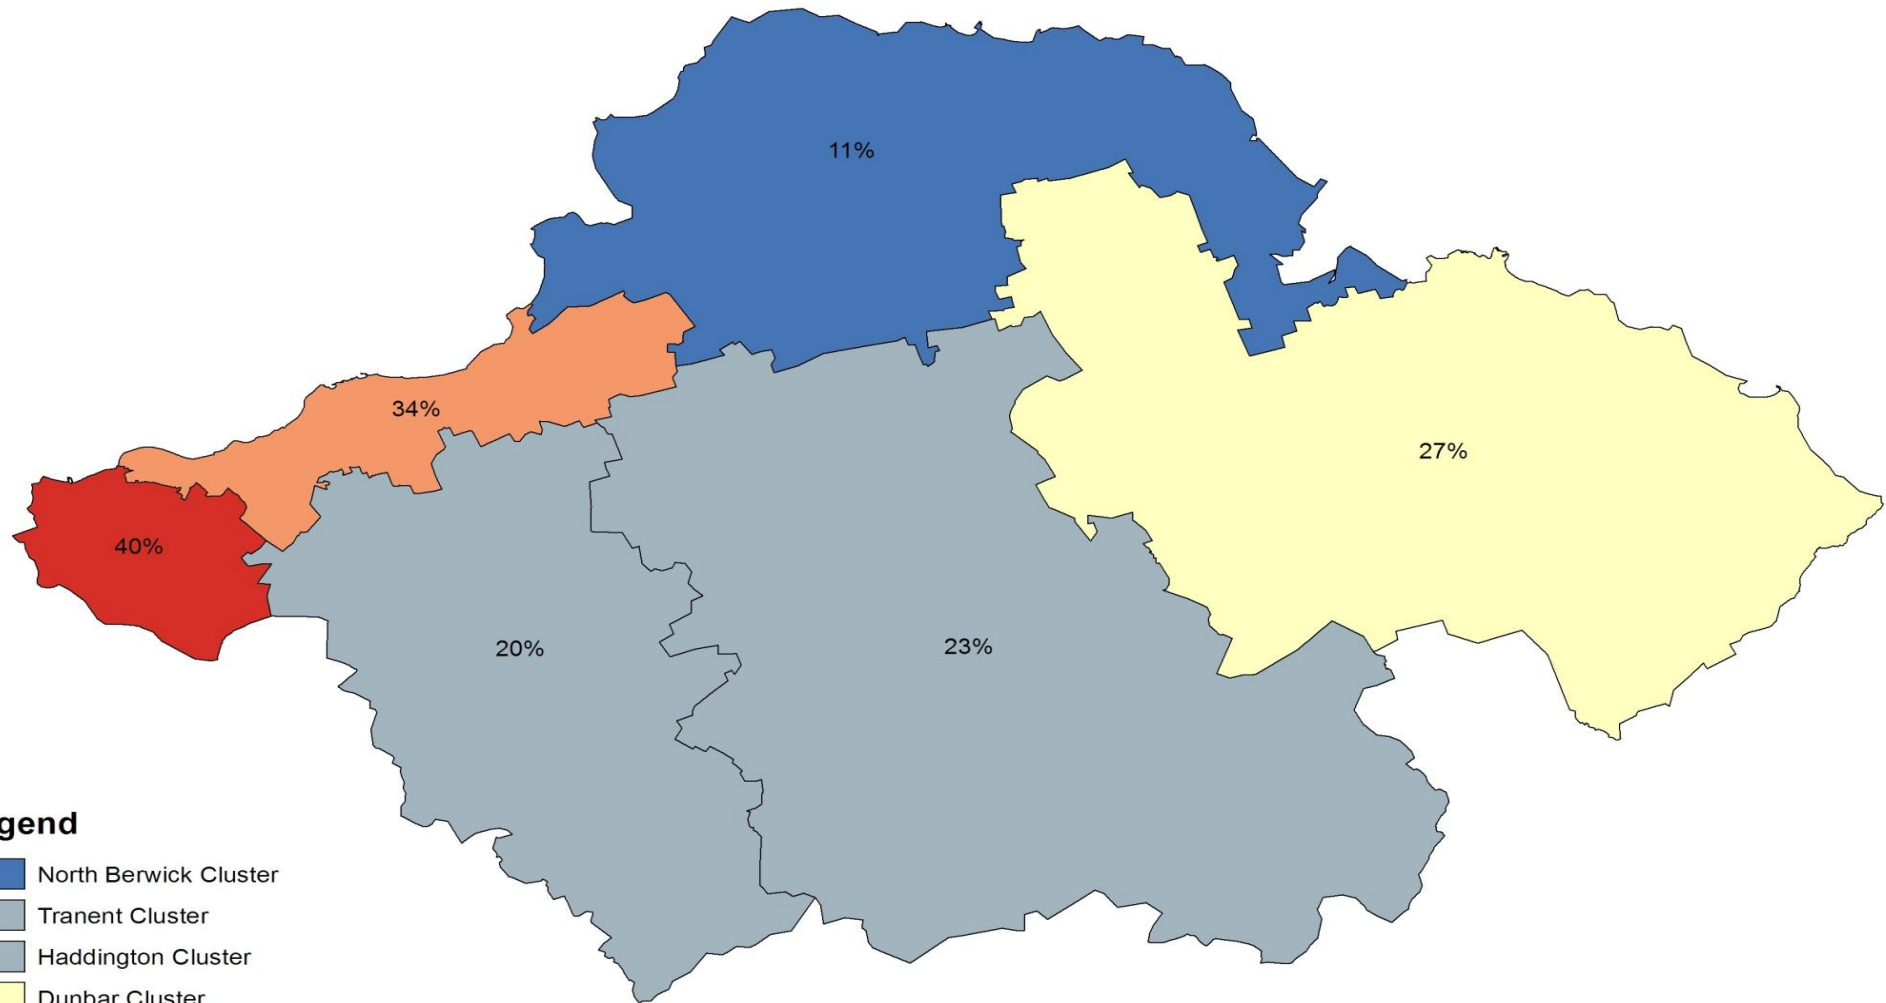 11%
34%
27%
40%
20%
23%
gend
North Berwick Cluster
Tranent Cluster
Haddington Cluster
Dunbar Cluster